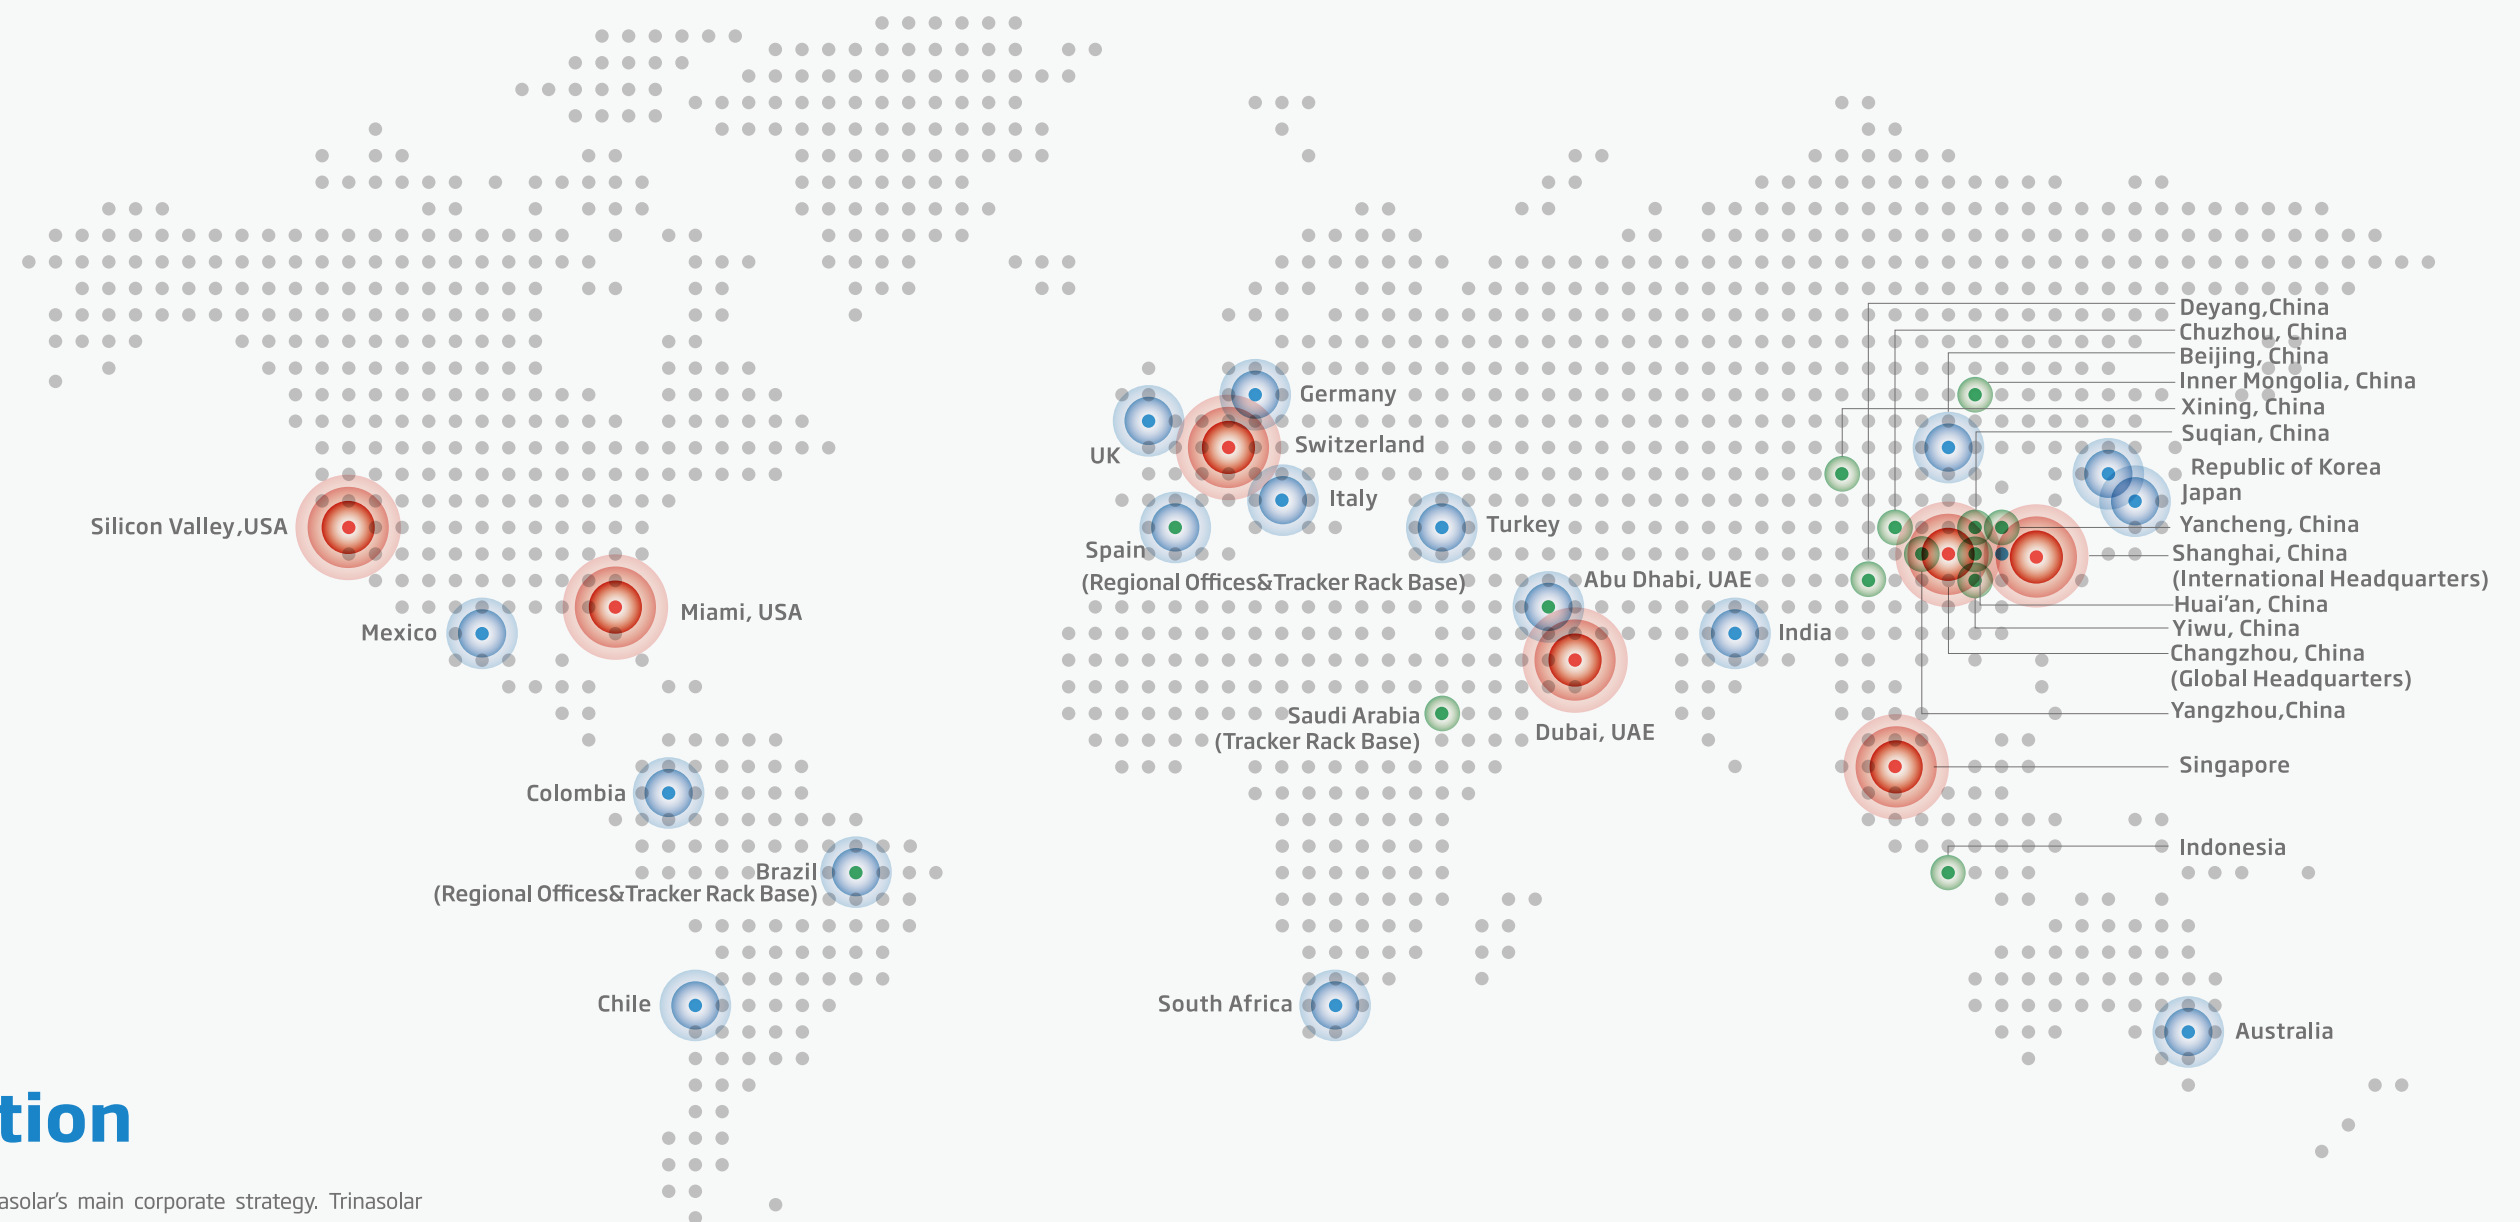 Deyang,China
Chuzhou, China
Beijing, China
Inner Mongolia, China
Xining, China
Suqian, China
Republic of Korea
Japan
Yancheng, China
Shanghai, China
(International Headquarters)
Huai’an, China
Yiwu, China
Changzhou, China
(Global Headquarters)
Yangzhou,China
Singapore
Indonesia
Australia
Germany
Switzerland
UK
Italy
Turkey
Spain
(Regional Offices&Tracker Rack Base)
Abu Dhabi, UAE
India
Saudi Arabia
(Tracker Rack Base)
Dubai, UAE
South Africa
Silicon Valley,USA
Miami, USA
Mexico
Colombia
Brazil
(Regional Offices&Tracker Rack Base)
Chile
tion
asolar’s main corporate strategy. Trinasolar